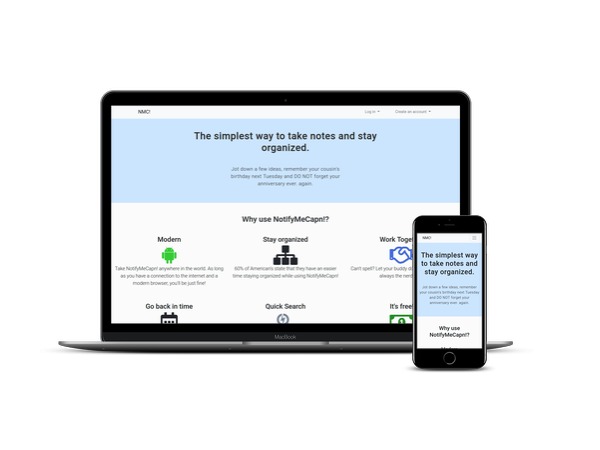 NMC!
Log in
Create an account
The simplest way to take notes and stay
organized.
Jot down a few ideas, remember your cousin's
birthday next Tuesday and DO NOT forget your
anniversary ever. again.
Why use NotifyMeCapn!?
Modern
Take NotifyMeCapn! anywhere in the world. As long
as you have a connection to the internet and a
modern browser, you'll be just fine!
Stay organized
60% of American's state that they have an easier
time staying organized while using NotifyMeCapn!
Work Toge
Can't spell? Let your buddy d
always the nerd
Go back in time
Quick Search
It's free!
MacBook
NMC!
The simplest way
to take notes and
stay organized.
Jot down a few ideas, remember
your cousin's birthday next Tuesday
and DO NOT forget your anniversary
ever. again.
Why use
NotifyMeCapn!?